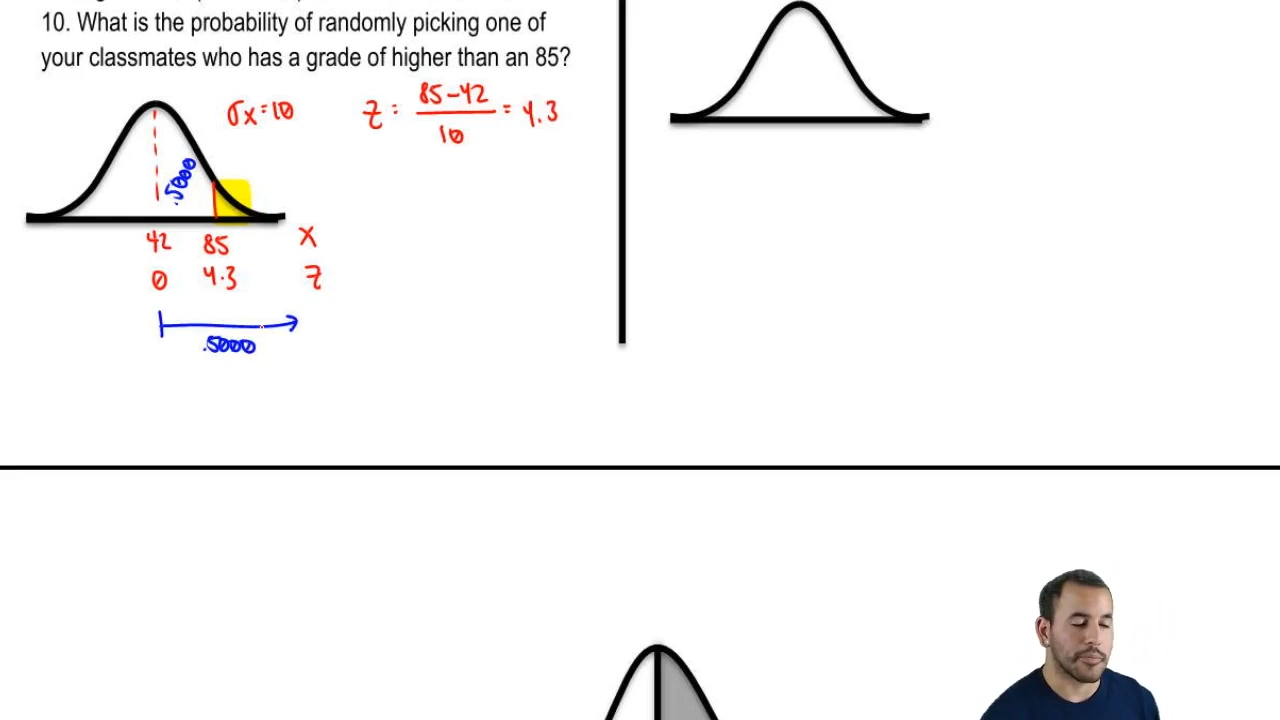 10. What is the probability of randomly picking one of
your classmates who has a grade of higher than an 85?
σx=10
z = 85-42 / 10 = 4.3
.5000
42 85 x
0 4.3 z
.5000